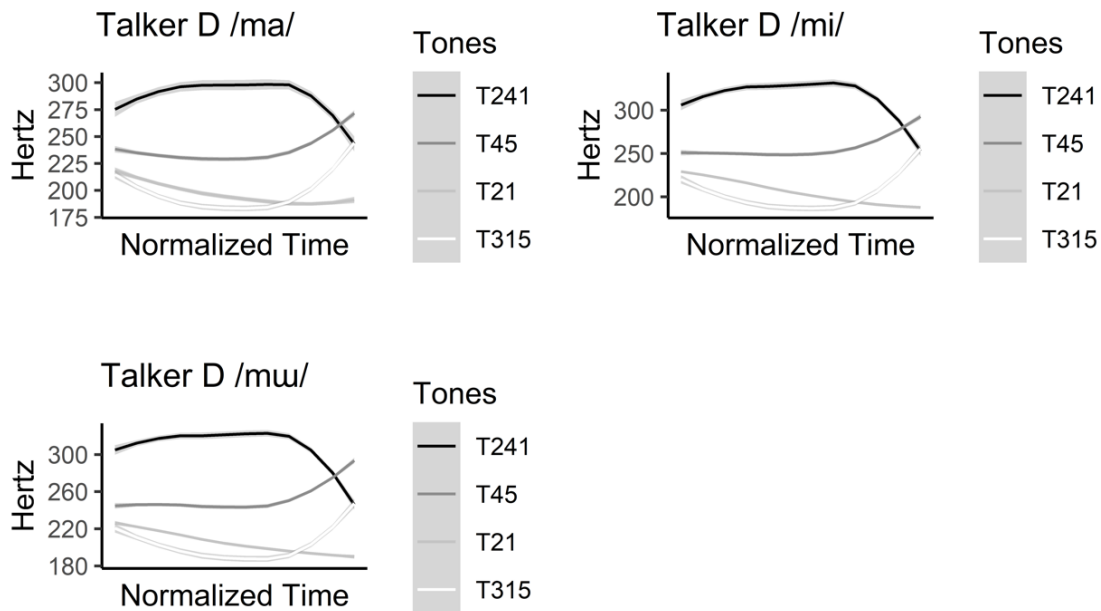 Talker D /ma/
Hertz
300
275
250
225
200
175
Normalized Time
Tones
T241
T45
T21
T315
Talker D /mi/
Hertz
300
250
200
Normalized Time
Tones
T241
T45
T21
T315
Talker D /mɯ/
Hertz
300
260
220
180
Normalized Time
Tones
T241
T45
T21
T315